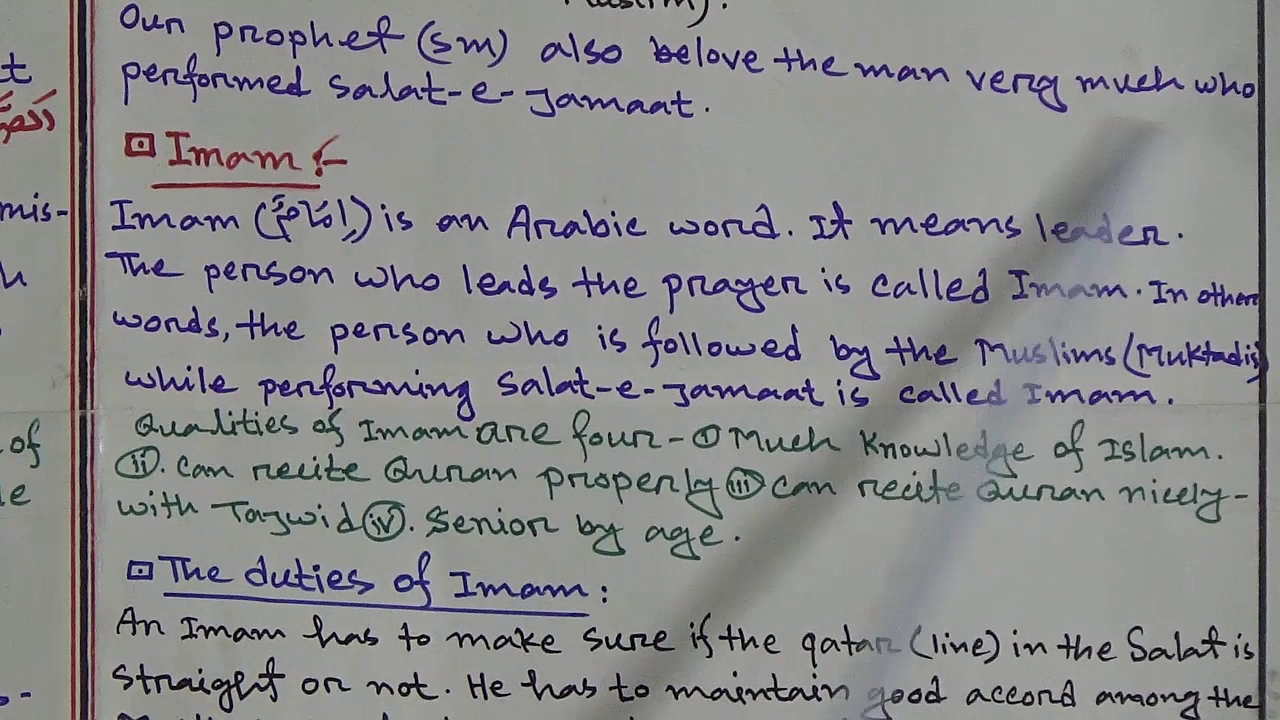 Muslim).
Our prophet (sm) also belove the man very much who
performed Salat-e-Jamaat.
Imam :-
Imam (إمام) is an Arabic word. It means leader.
The person who leads the prayer is called Imam. In other
words, the person who is followed by the Muslims (Muktadis)
while performing Salat-e-Jamaat is called Imam.
Qualities of Imam are four- i Much Knowledge of Islam.
ii. Can recite Quran properly iii Can recite Quran nicely-
with Tazwid iv. Senior by age.
The duties of Imam:
An Imam has to make sure if the qatar (line) in the Salat is
straight or not. He has to maintain good accord among the
t
mis-
of
e
s-